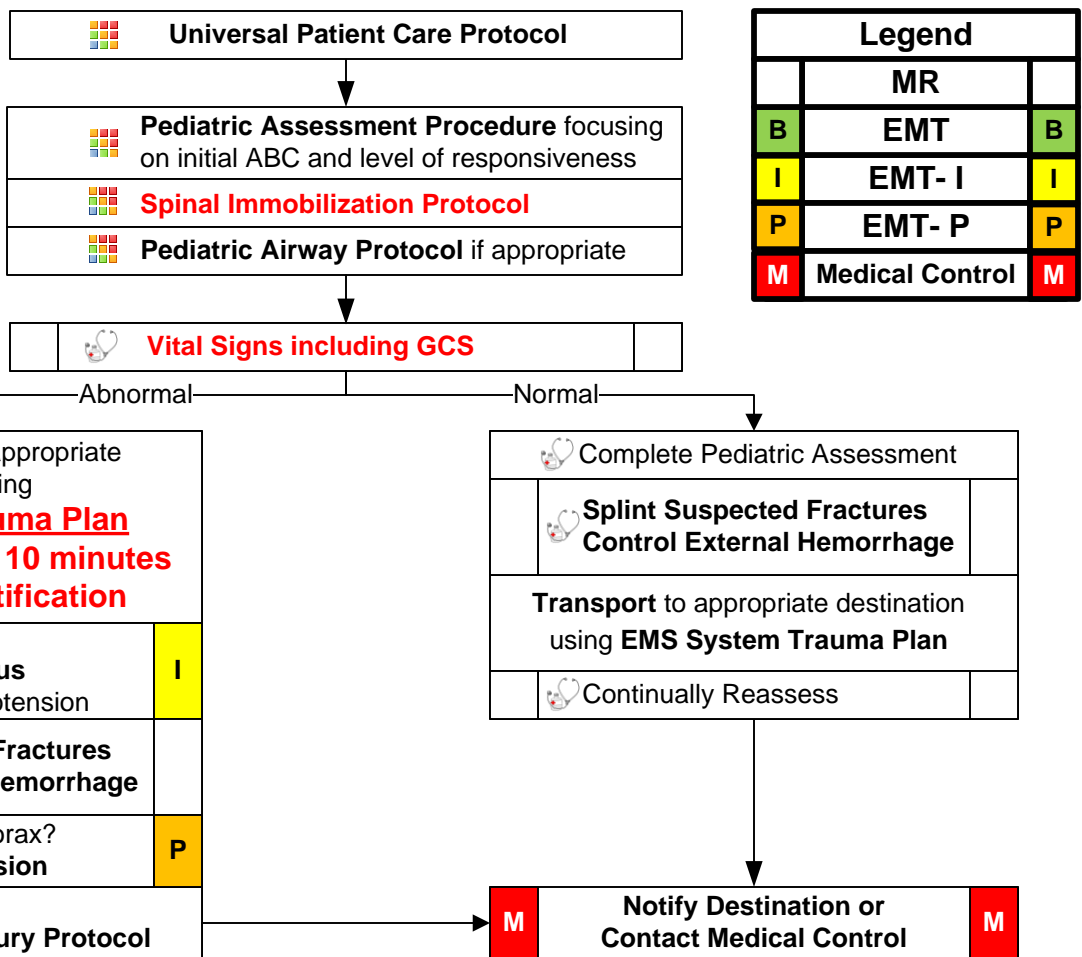 Universal Patient Care Protocol
Pediatric Assessment Procedure focusing
on initial ABC and level of responsiveness
Spinal Immobilization Protocol
Pediatric Airway Protocol if appropriate
Vital Signs including GCS
Legend
MR
B EMT B
I EMT- I I
P EMT- P P
M Medical Control M
Abnormal
Normal
ppropriate
ing
uma Plan
10 minutes
tification
us
otension
I
Fractures
emorrhage
orax?
sion
P
ury Protocol
Complete Pediatric Assessment
Splint Suspected Fractures
Control External Hemorrhage
Transport to appropriate destination
using EMS System Trauma Plan
Continually Reassess
M Notify Destination or M
Contact Medical Control